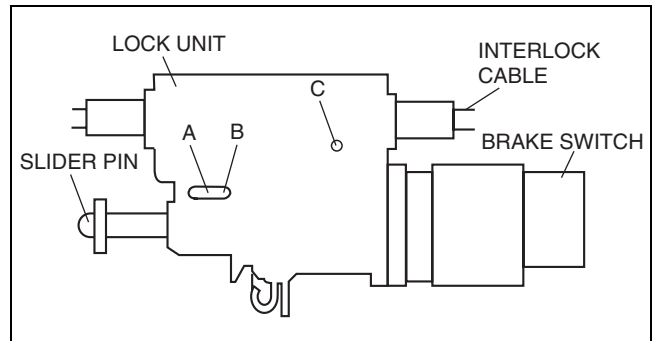 LOCK UNIT
INTERLOCK
CABLE
C
A B
BRAKE SWITCH
SLIDER PIN